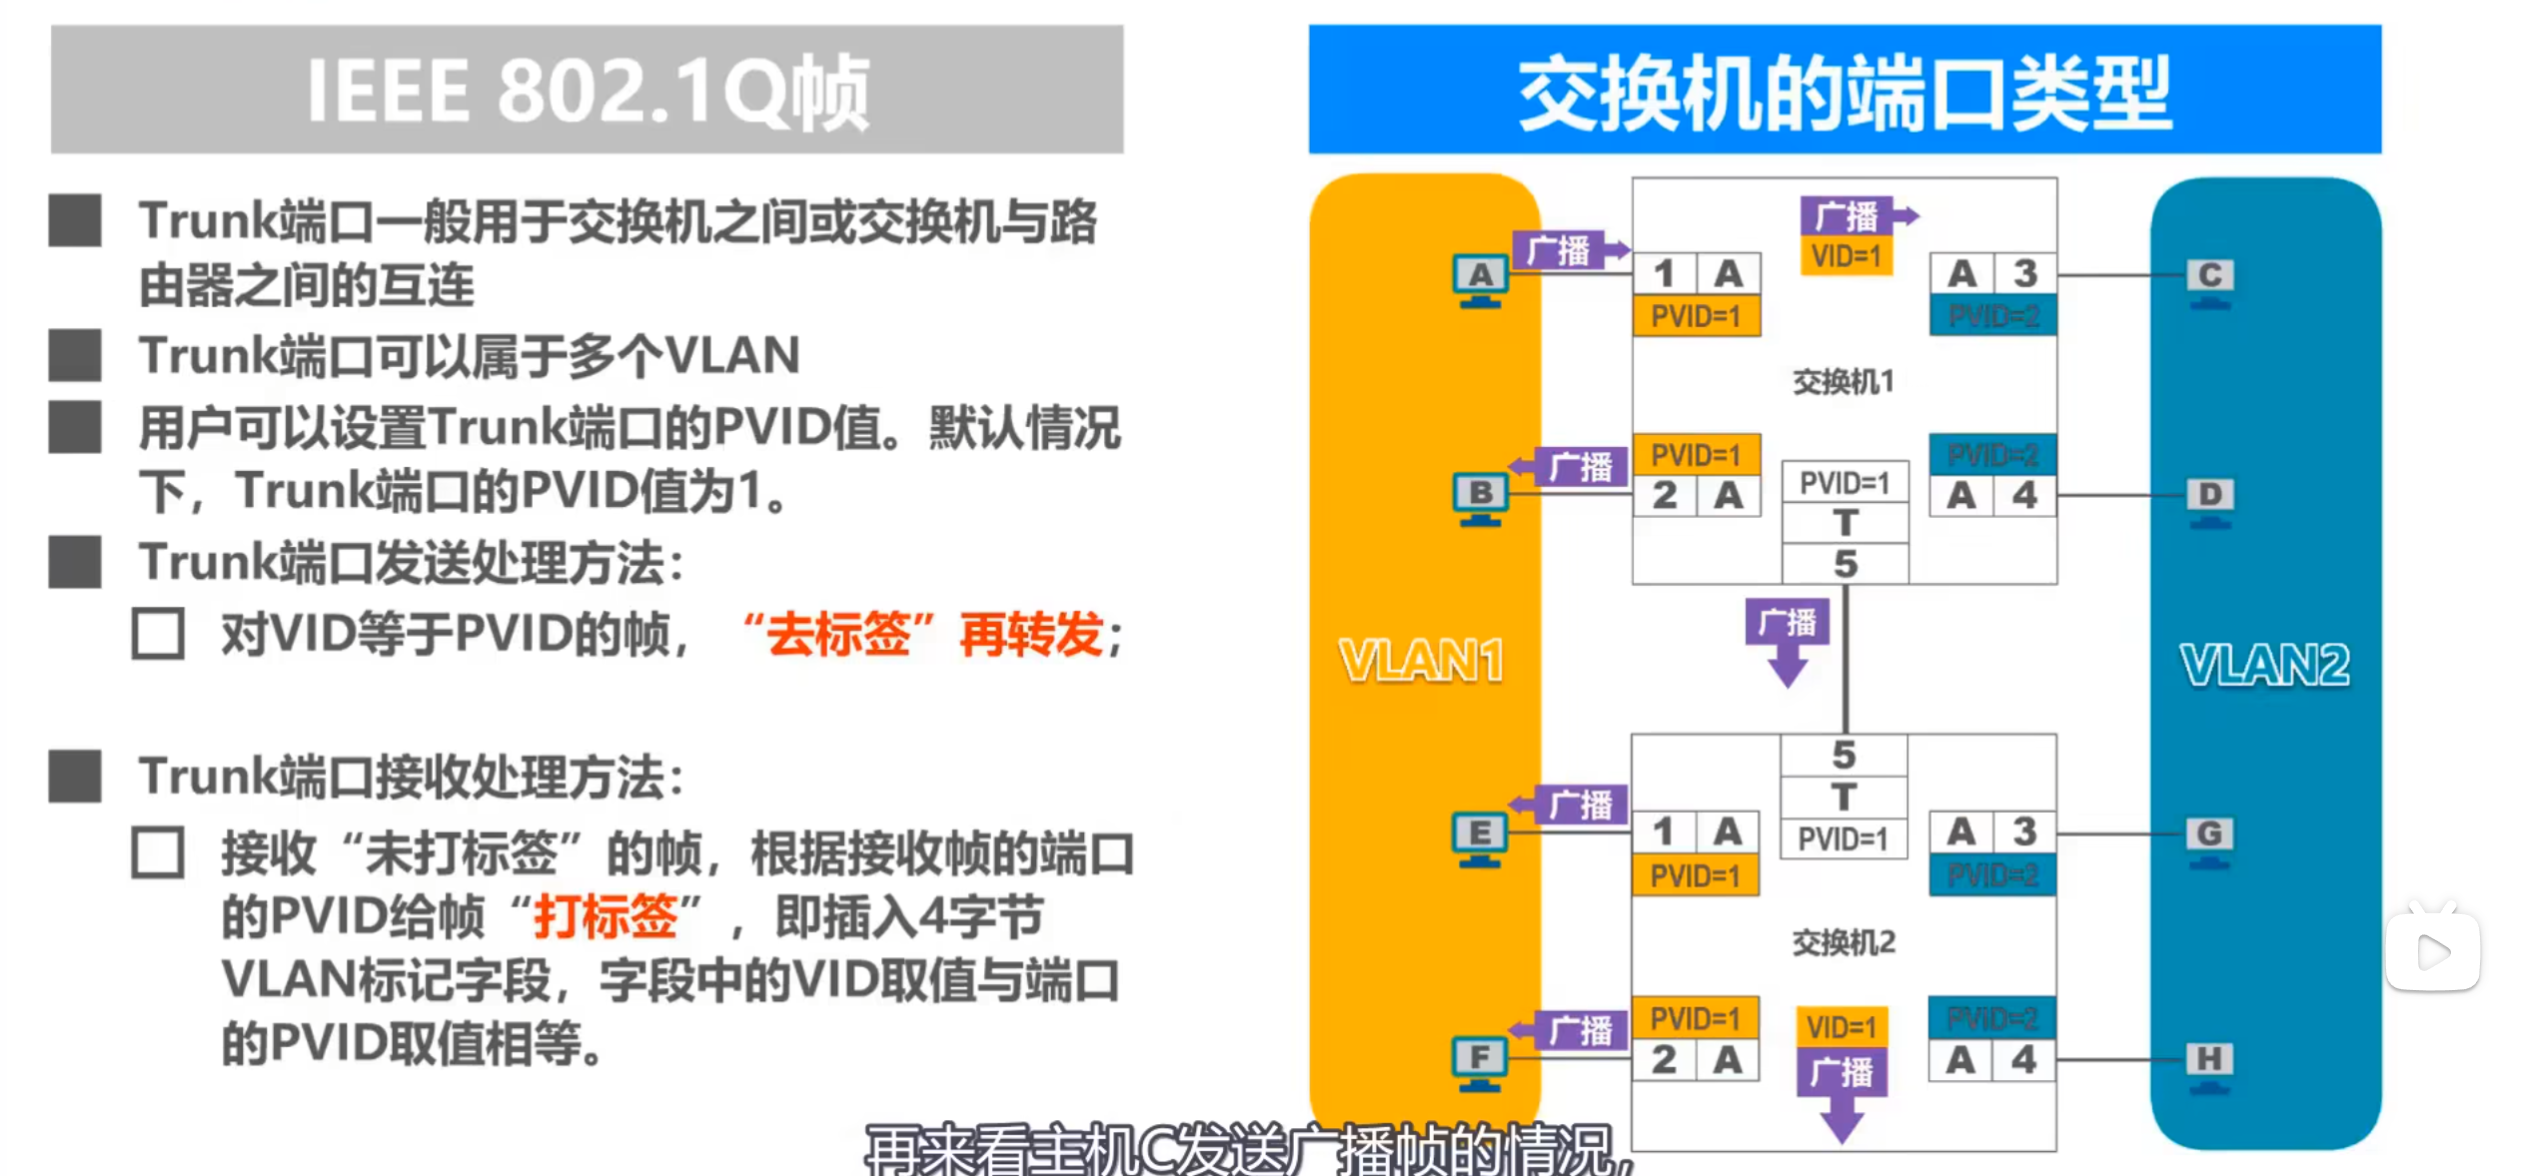 IEEE 802.1Q帧
Trunk端口一般用于交换机之间或交换机与路
由器之间的互连
Trunk端口可以属于多个VLAN
用户可以设置Trunk端口的PVID值。默认情况
下，Trunk端口的PVID值为1。
Trunk端口发送处理方法：
对VID等于PVID的帧，“去标签”再转发；
Trunk端口接收处理方法：
接收“未打标签”的帧，根据接收帧的端口
的PVID给帧“打标签”，即插入4字节
VLAN标记字段，字段中的VID取值与端口
的PVID取值相等。
交换机的端口类型
广播
VID=1
广播
A
1 A
PVID=1
A 3
PVID=2
C
交换机1
广播
B
PVID=1
2 A
PVID=1
T
5
PVID=2
A 4
D
广播
VLAN1
VLAN2
5
T
PVID=1
广播
E
1 A
PVID=1
A 3
PVID=2
G
交换机2
广播
F
PVID=1
2 A
VID=1
广播
PVID=2
A 4
H
再来看主机C发送广播帧的情况，